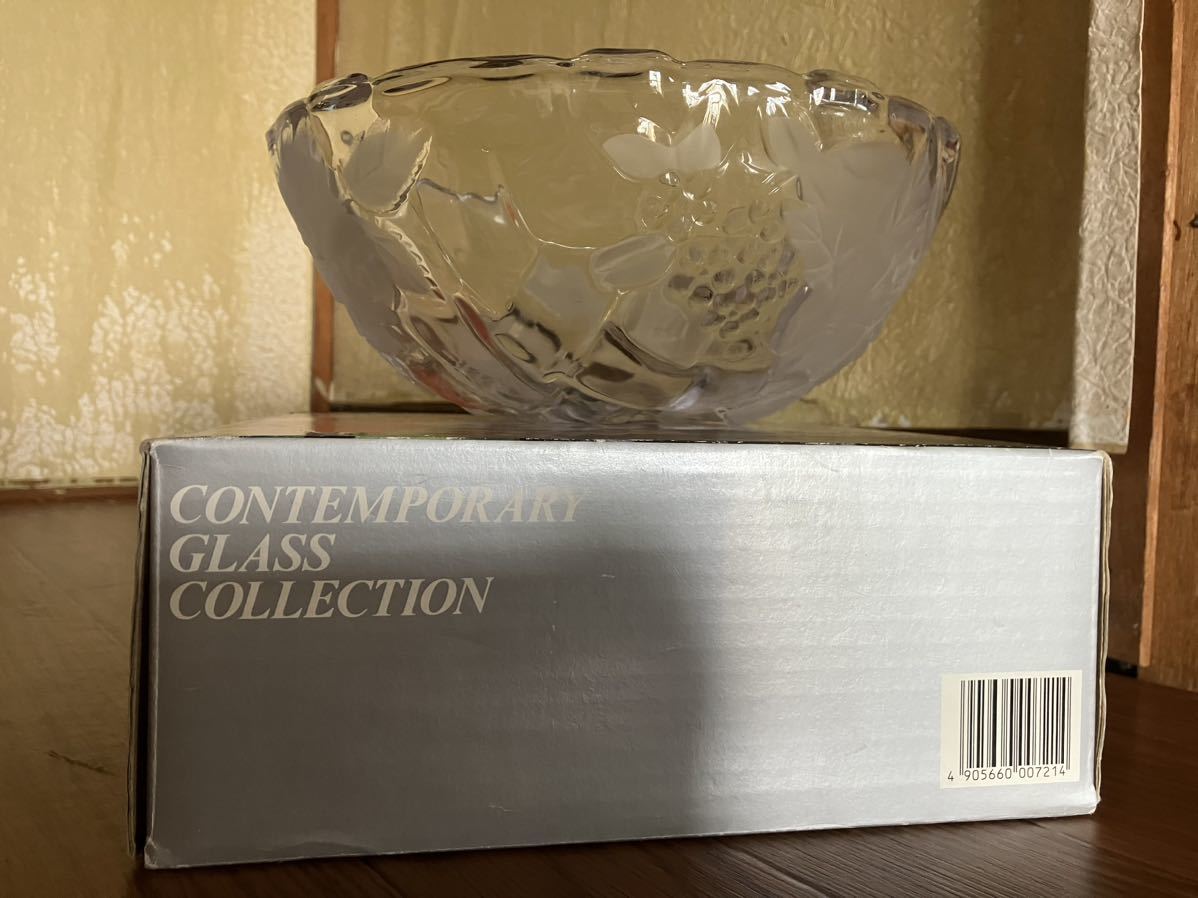 CONTEMPORARY
GLASS
COLLECTION
4 905660 007214